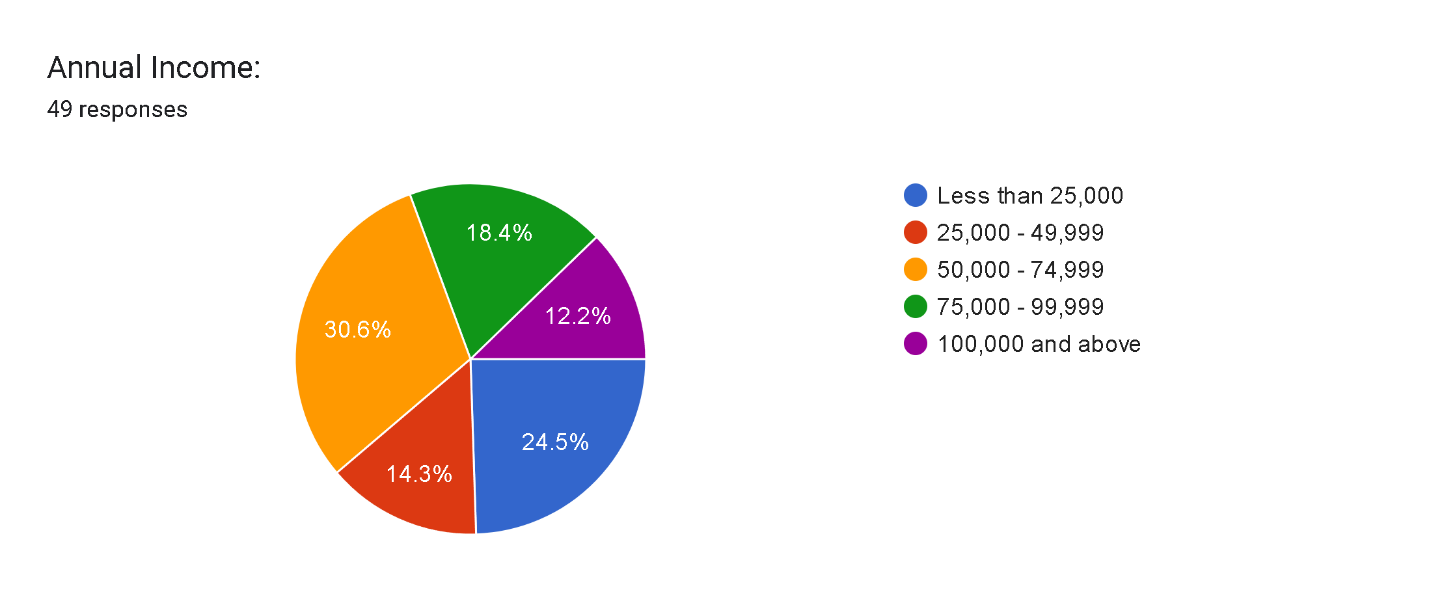 Annual Income:
49 responses
18.4%
12.2%
30.6%
24.5%
14.3%
Less than 25,000
25,000 - 49,999
50,000 - 74,999
75,000 - 99,999
100,000 and above